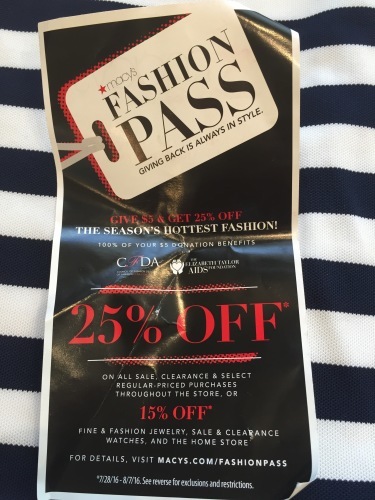 ★macy's
FASHION
PASS
GIVING BACK IS ALWAYS IN STYLE.
GIVE $5 & GET 25% OFF
THE SEASON'S HOTTEST FASHION!
100% OF YOUR $5 DONATION BENEFITS
CFDA
THE ELIZABETH TAYLOR
AIDS FOUNDATION
25% OFF*
ON ALL SALE, CLEARANCE & SELECT
REGULAR-PRICED PURCHASES
THROUGHOUT THE STORE, OR
15% OFF*
FINE & FASHION JEWELRY, SALE & CLEARANCE
WATCHES, AND THE HOME STORE
FOR DETAILS, VISIT MACYS.COM/FASHIONPASS
*7/28/16 - 8/7/16. See reverse for exclusions and restrictions.